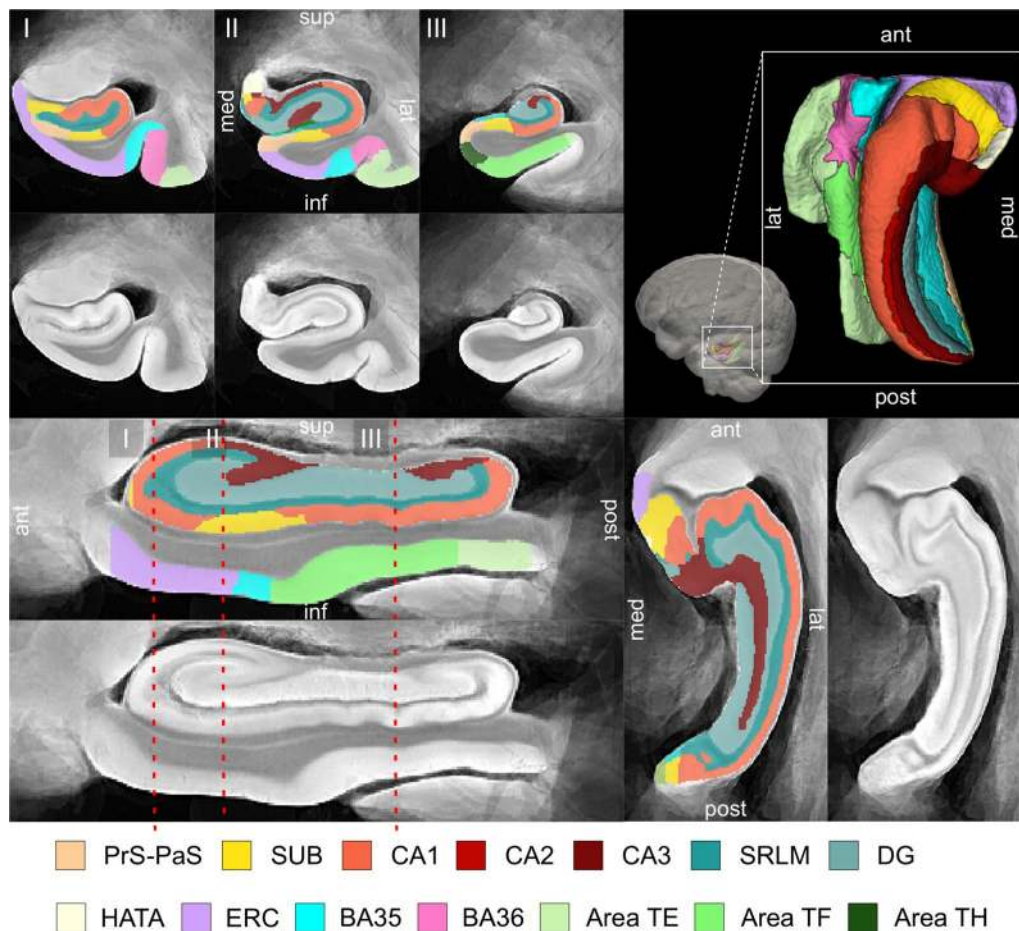 I
II
III
sup
med
lat
inf
ant
lat
med
post
I
II
III
sup
ant
post
inf
ant
med
lat
post
PrS-PaS SUB CA1 CA2 CA3 SRLM DG
HATA ERC BA35 BA36 Area TE Area TF Area TH